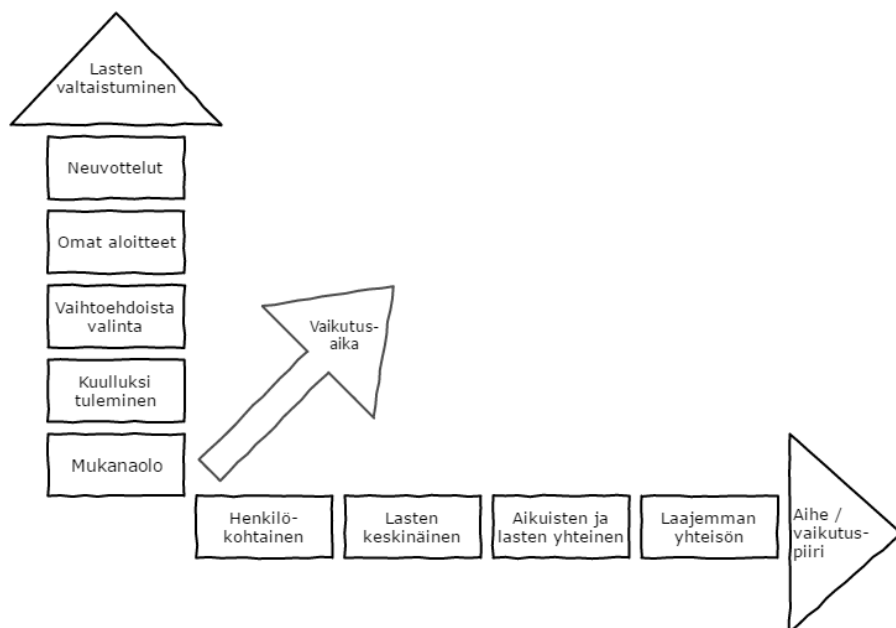 Lasten
valtaistuminen
Neuvottelut
Omat aloitteet
Vaihtoehdoista
valinta
Kuulluksi
tuleminen
Mukanaolo
Vaikutus-
aika
Henkilö-
kohtainen
Lasten
keskinäinen
Aikuisten ja
lasten yhteinen
Laajemman
yhteisön
Aihe /
vaikutus-
piiri